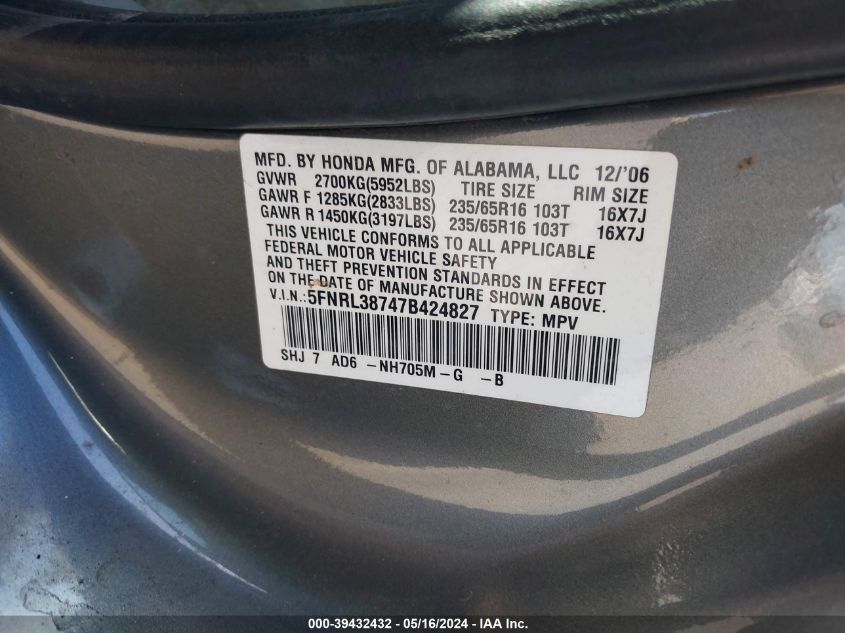 MFD. BY HONDA MFG. OF ALABAMA, LLC 12/'06
GVWR 2700KG(5952LBS) TIRE SIZE RIM SIZE
GAWR F 1285KG(2833LBS) 235/65R16 103T 16X7J
GAWR R 1450KG(3197LBS) 235/65R16 103T 16X7J
THIS VEHICLE CONFORMS TO ALL APPLICABLE
FEDERAL MOTOR VEHICLE SAFETY
AND THEFT PREVENTION STANDARDS IN EFFECT
ON THE DATE OF MANUFACTURE SHOWN ABOVE.
V.I.N.:5FNRL38747B424827 TYPE: MPV
SHJ 7 AD6 -NH705M-G -B
000-39432432 - 05/16/2024 - IAA Inc.